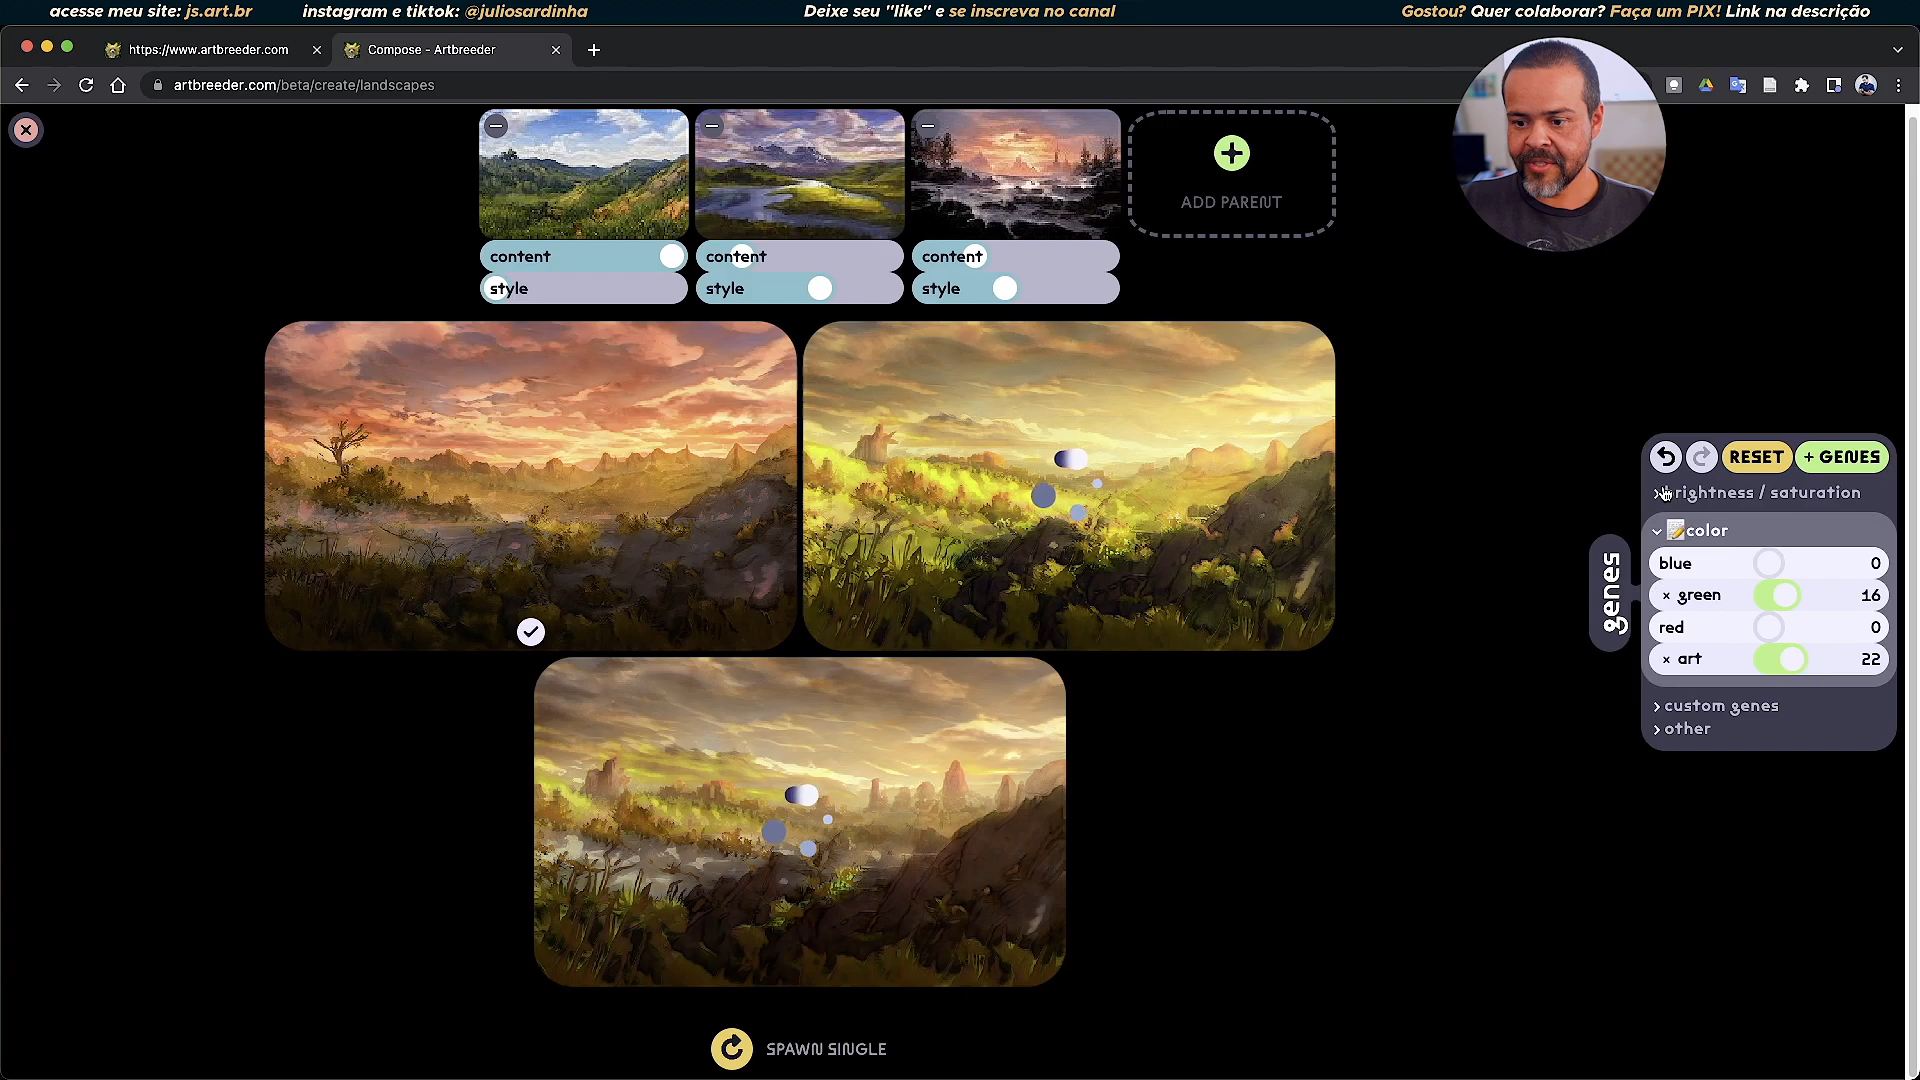 acesse meu site: js.art.br
instagram e tiktok: @juliosardinha
Deixe seu "like" e se inscreva no canal
Gostou? Quer colaborar? Faça um PIX! Link na descrição
https://www.artbreeder.com
Compose - Artbreeder
artbreeder.com/beta/create/landscapes
ADD PARENT
content
content
content
style
style
style
RESET
+ GENES
brightness / saturation
color
blue 0
× green 16
red 0
× art 22
genes
custom genes
other
SPAWN SINGLE